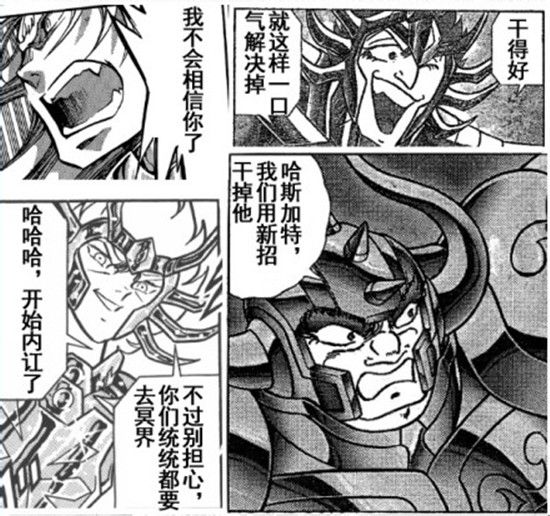 干得好
就这样一口
气解决掉
哈斯加特，
我们用新招
干掉他
我不会相信你了
哈哈哈，开始内讧了
不过别担心，
你们统统都要
去冥界